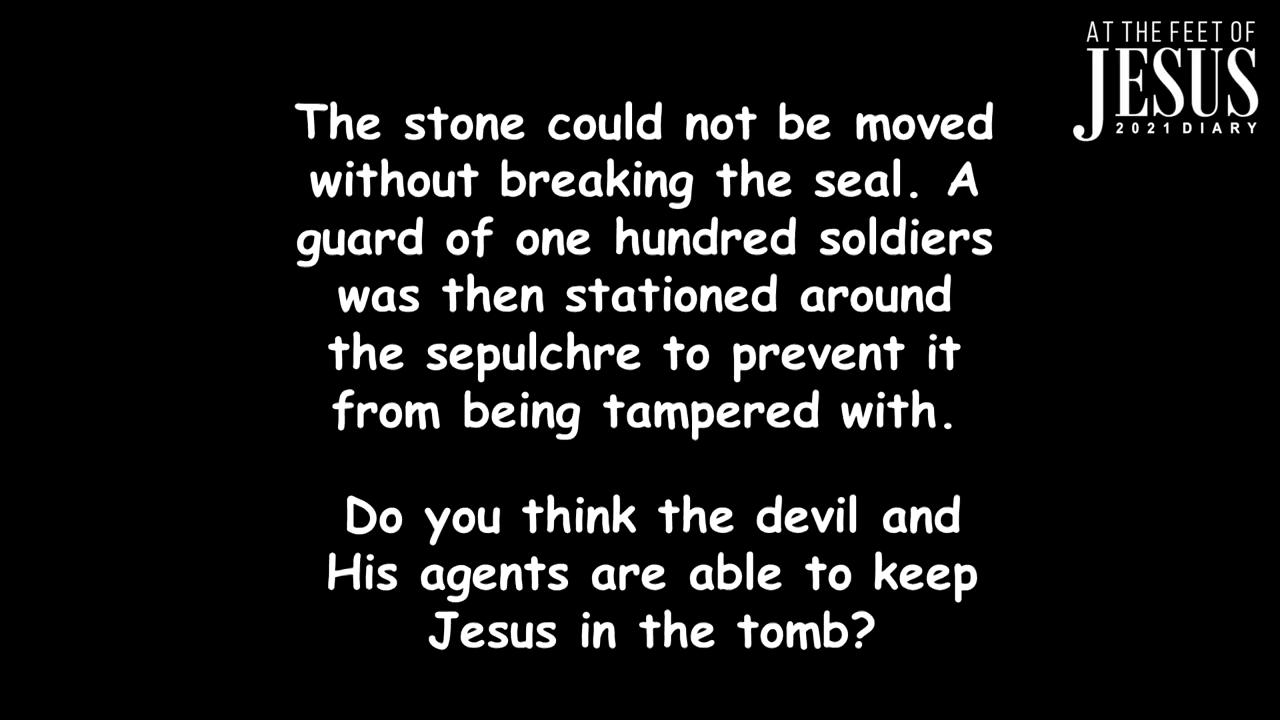 AT THE FEET OF
JESUS
2021 DIARY
The stone could not be moved
without breaking the seal. A
guard of one hundred soldiers
was then stationed around
the sepulchre to prevent it
from being tampered with.
Do you think the devil and
His agents are able to keep
Jesus in the tomb?